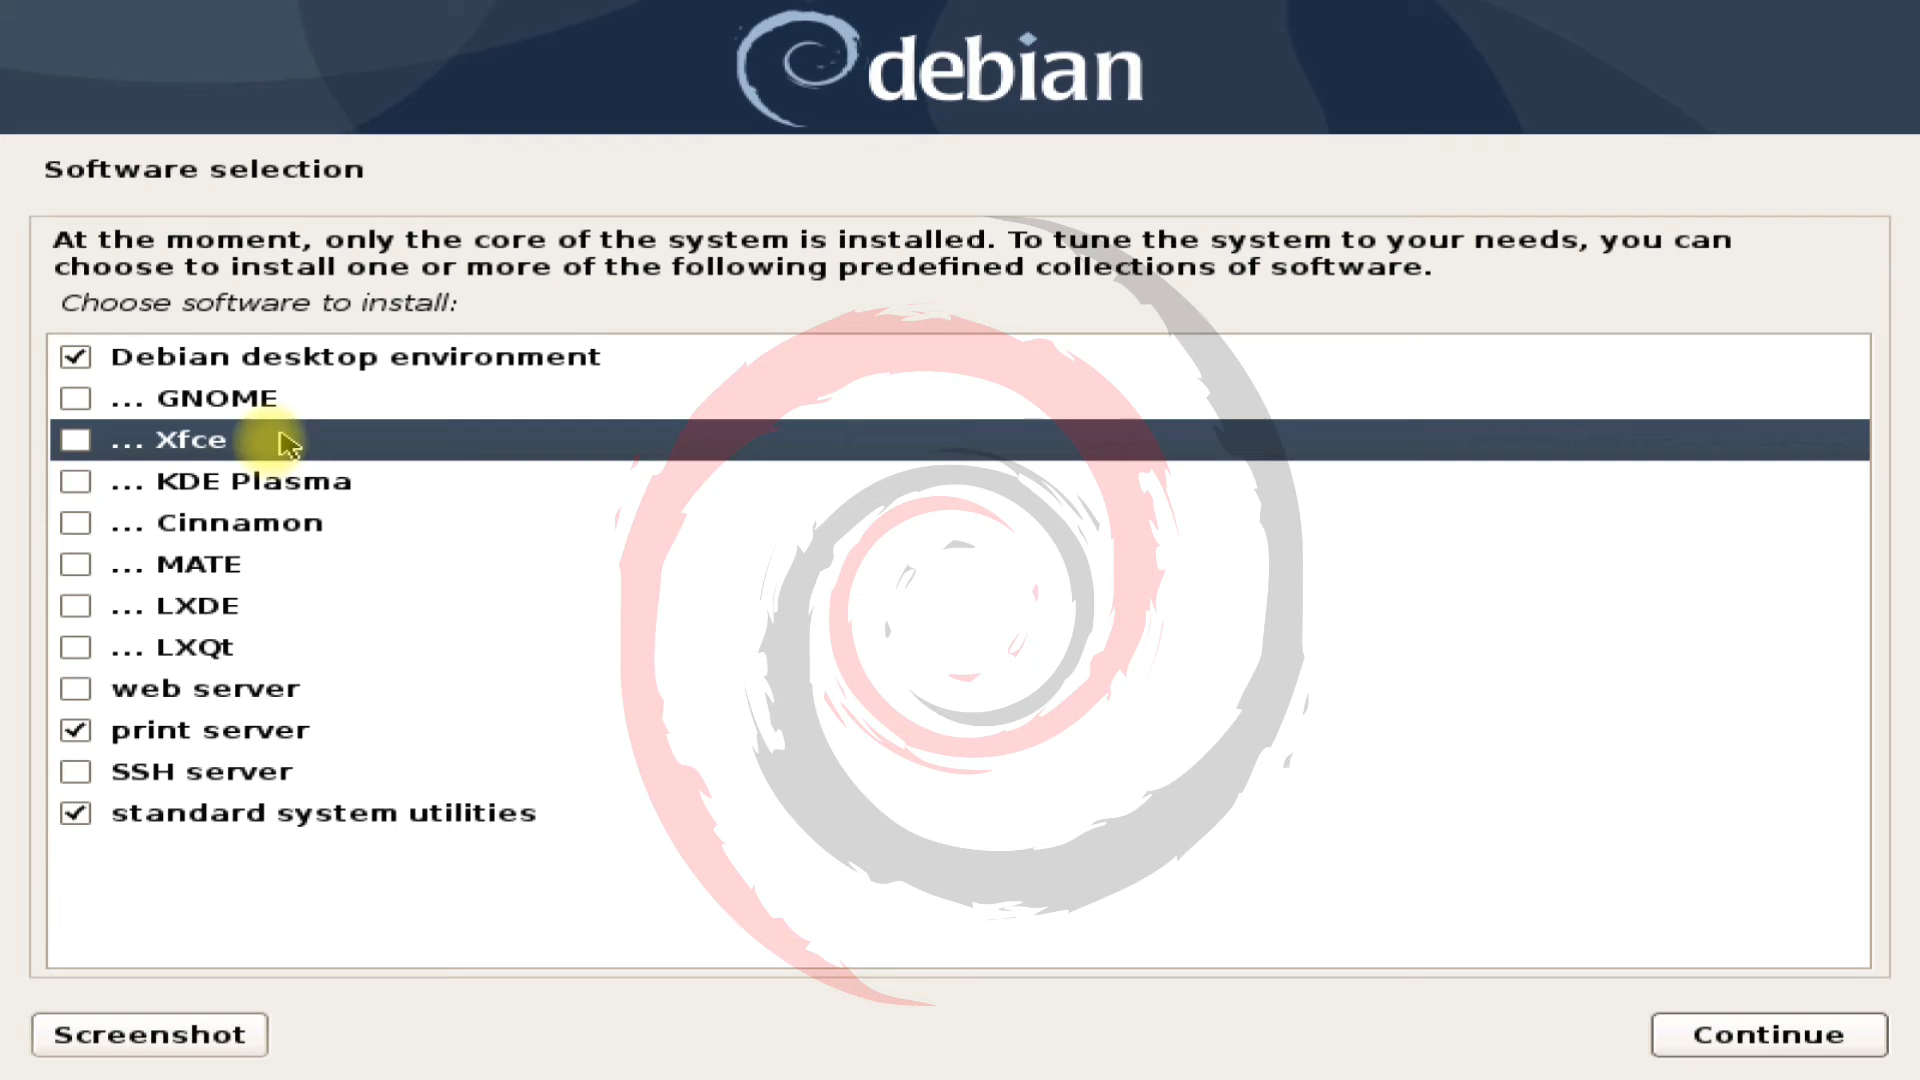 debian
Software selection
At the moment, only the core of the system is installed. To tune the system to your needs, you can
choose to install one or more of the following predefined collections of software.
Choose software to install:
Debian desktop environment
... GNOME
... Xfce
... KDE Plasma
... Cinnamon
... MATE
... LXDE
... LXQt
web server
print server
SSH server
standard system utilities
Screenshot
Continue